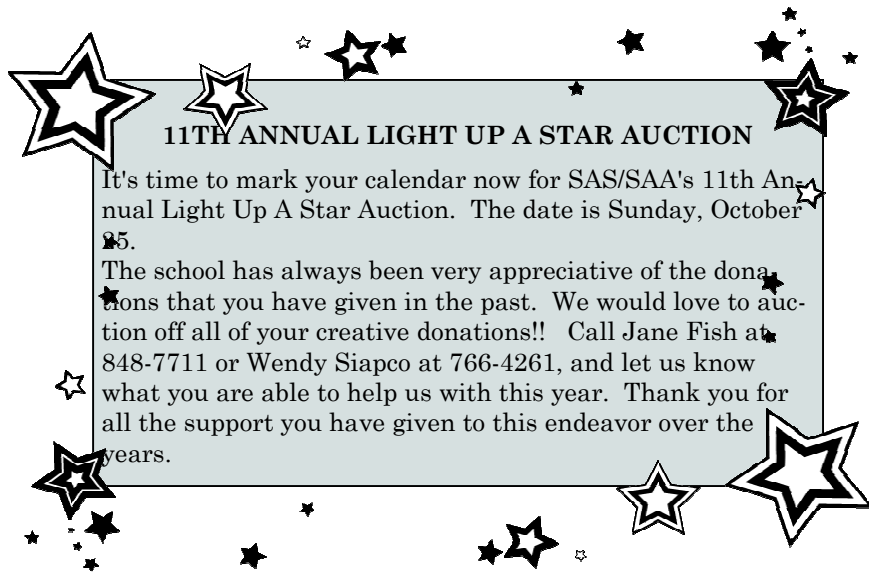 11TH ANNUAL LIGHT UP A STAR AUCTION
It's time to mark your calendar now for SAS/SAA's 11th An-
nual Light Up A Star Auction.  The date is Sunday, October
25.
The school has always been very appreciative of the dona-
tions that you have given in the past.  We would love to auc-
tion off all of your creative donations!!   Call Jane Fish at
848-7711 or Wendy Siapco at 766-4261, and let us know
what you are able to help us with this year.  Thank you for
all the support you have given to this endeavor over the
years.